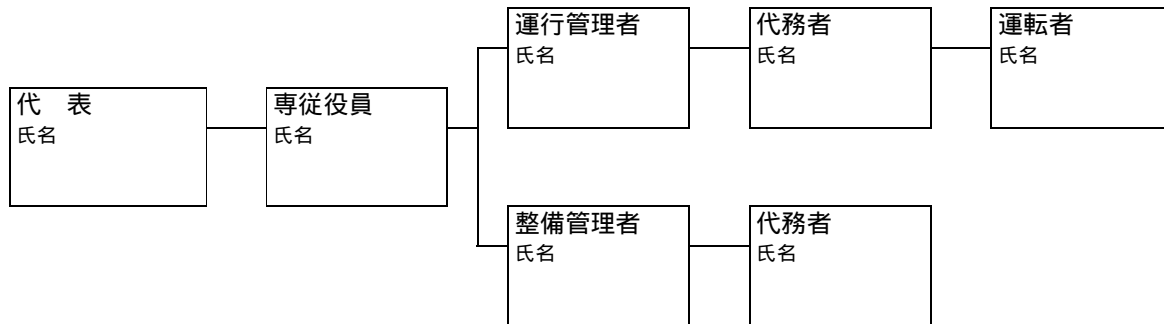 運行管理者
氏名
代務者
氏名
運転者
氏名
代　表
氏名
専従役員
氏名
整備管理者
氏名
代務者
氏名